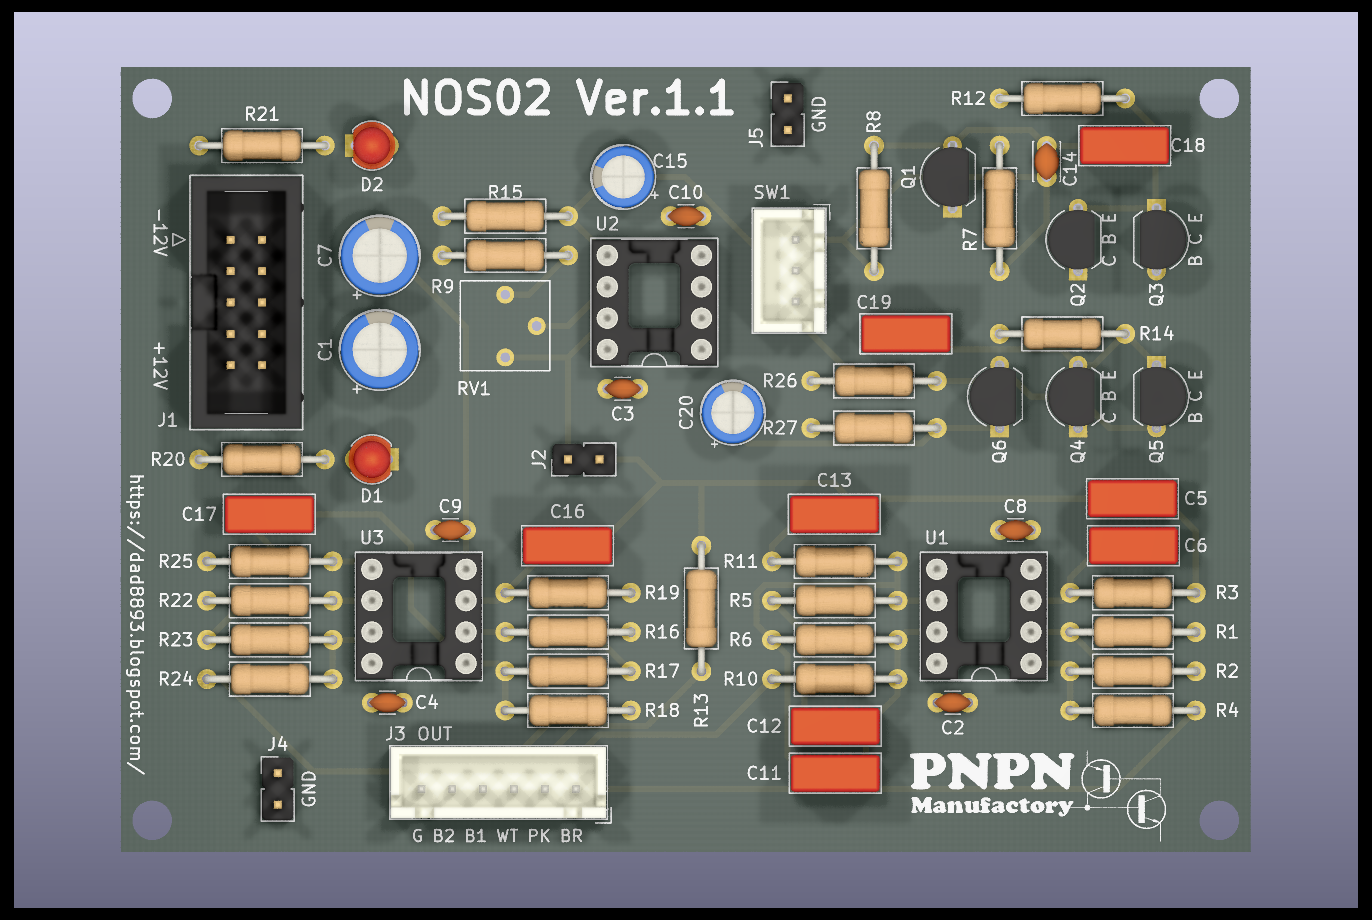 NOS02 Ver.1.1
R21
D2
-12V
+12V
J1
C7
C1
R15
R9
RV1
C15
C10
U2
C3
J5
GND
SW1
R8
Q1
R7
R12
C14
C18
C B E
B C E
Q2
Q3
C19
R14
R26
R27
C20
C B E
B C E
Q6
Q4
Q5
J2
R20
D1
https://dad8893.blogspot.com/
C17
C9
U3
C16
R25
R22
R23
R24
C4
R19
R16
R17
R18
R13
C13
C8
U1
C5
C6
R11
R5
R6
R10
R3
R1
R2
R4
C2
C12
C11
J4
GND
J3 OUT
G B2 B1 WT PK BR
PNPN
Manufactory